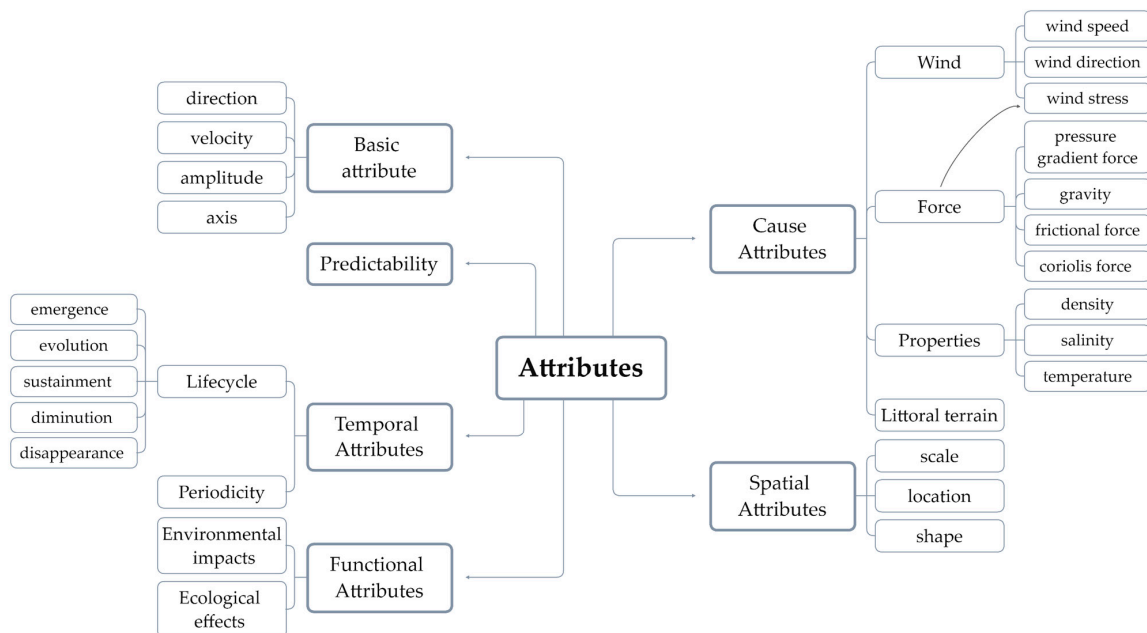 Attributes
Basic
attribute
direction
velocity
amplitude
axis
Predictability
Temporal
Attributes
Lifecycle
emergence
evolution
sustainment
diminution
disappearance
Periodicity
Functional
Attributes
Environmental
impacts
Ecological
effects
Cause
Attributes
Wind
wind speed
wind direction
wind stress
Force
pressure
gradient force
gravity
frictional force
coriolis force
Properties
density
salinity
temperature
Littoral terrain
Spatial
Attributes
scale
location
shape